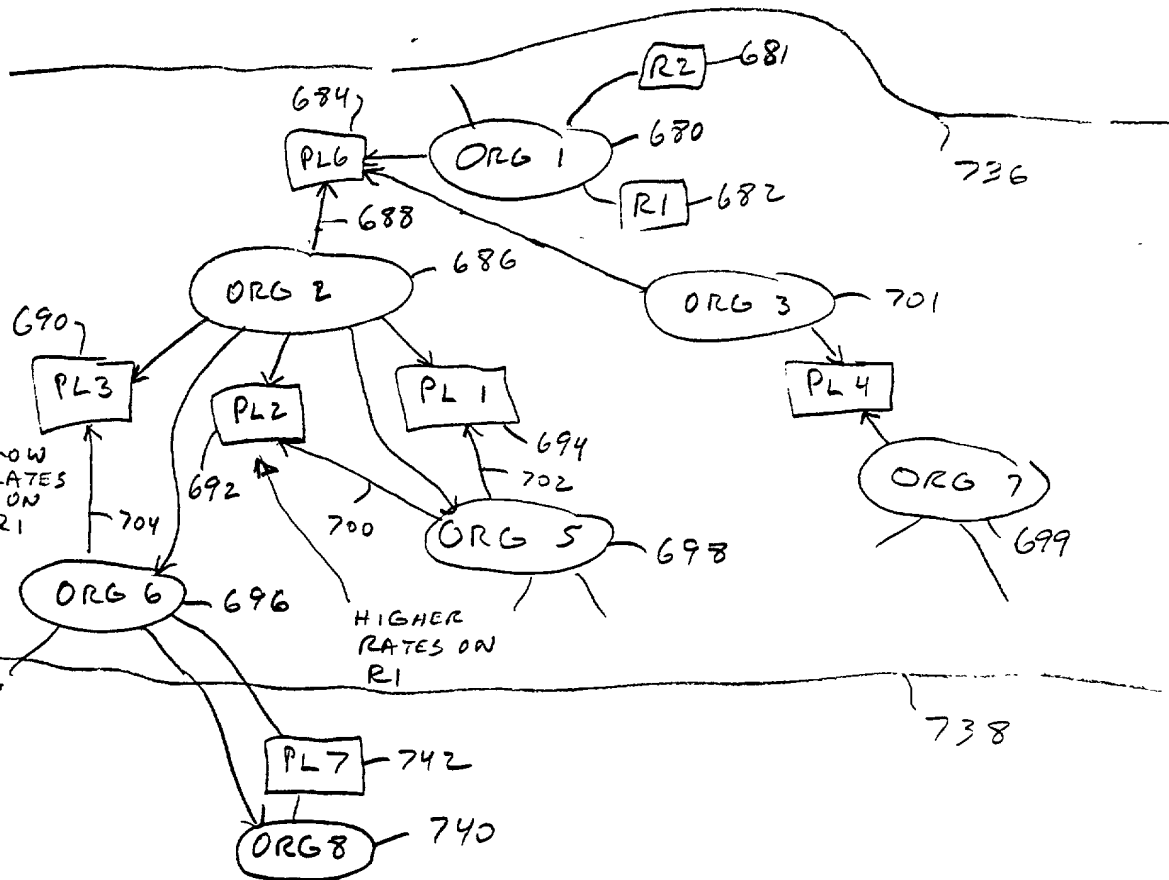 R2 681
684
PL6
ORG 1
680
736
R1 682
688
ORG 2
686
ORG 3
701
690
PL3
PL2
PL 1
PL 4
692
694
702
ORG 7
ON
704
700
ORG 5
698
699
ORG 6
696
HIGHER
RATES ON
R1
738
PL7 742
ORG8 740